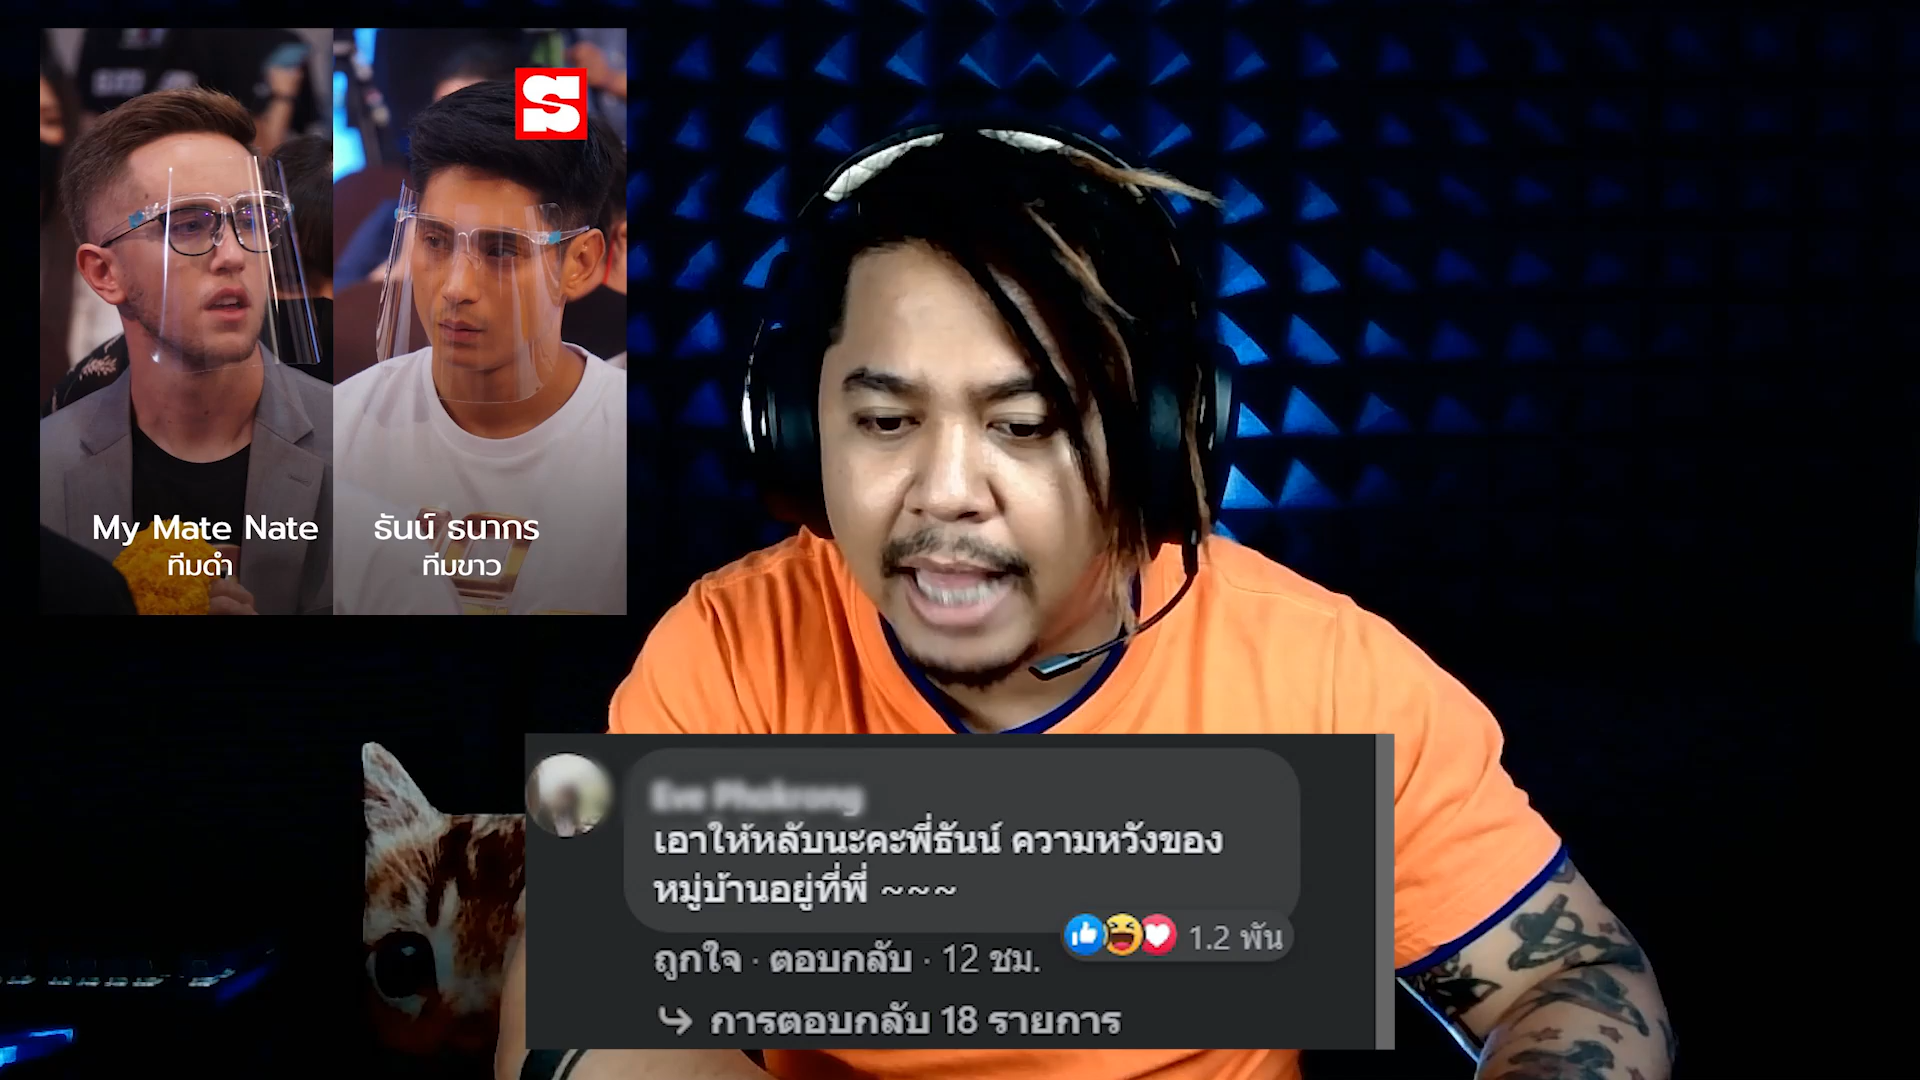 S
My Mate Nate
ทีมดำ
ธันน์ ธนากร
ทีมขาว
เอาให้หลับนะคะพี่ธันน์ ความหวังของ
หมู่บ้านอยู่ที่พี่ ~~~
1.2 พัน
ถูกใจ · ตอบกลับ · 12 ชม.
การตอบกลับ 18 รายการ